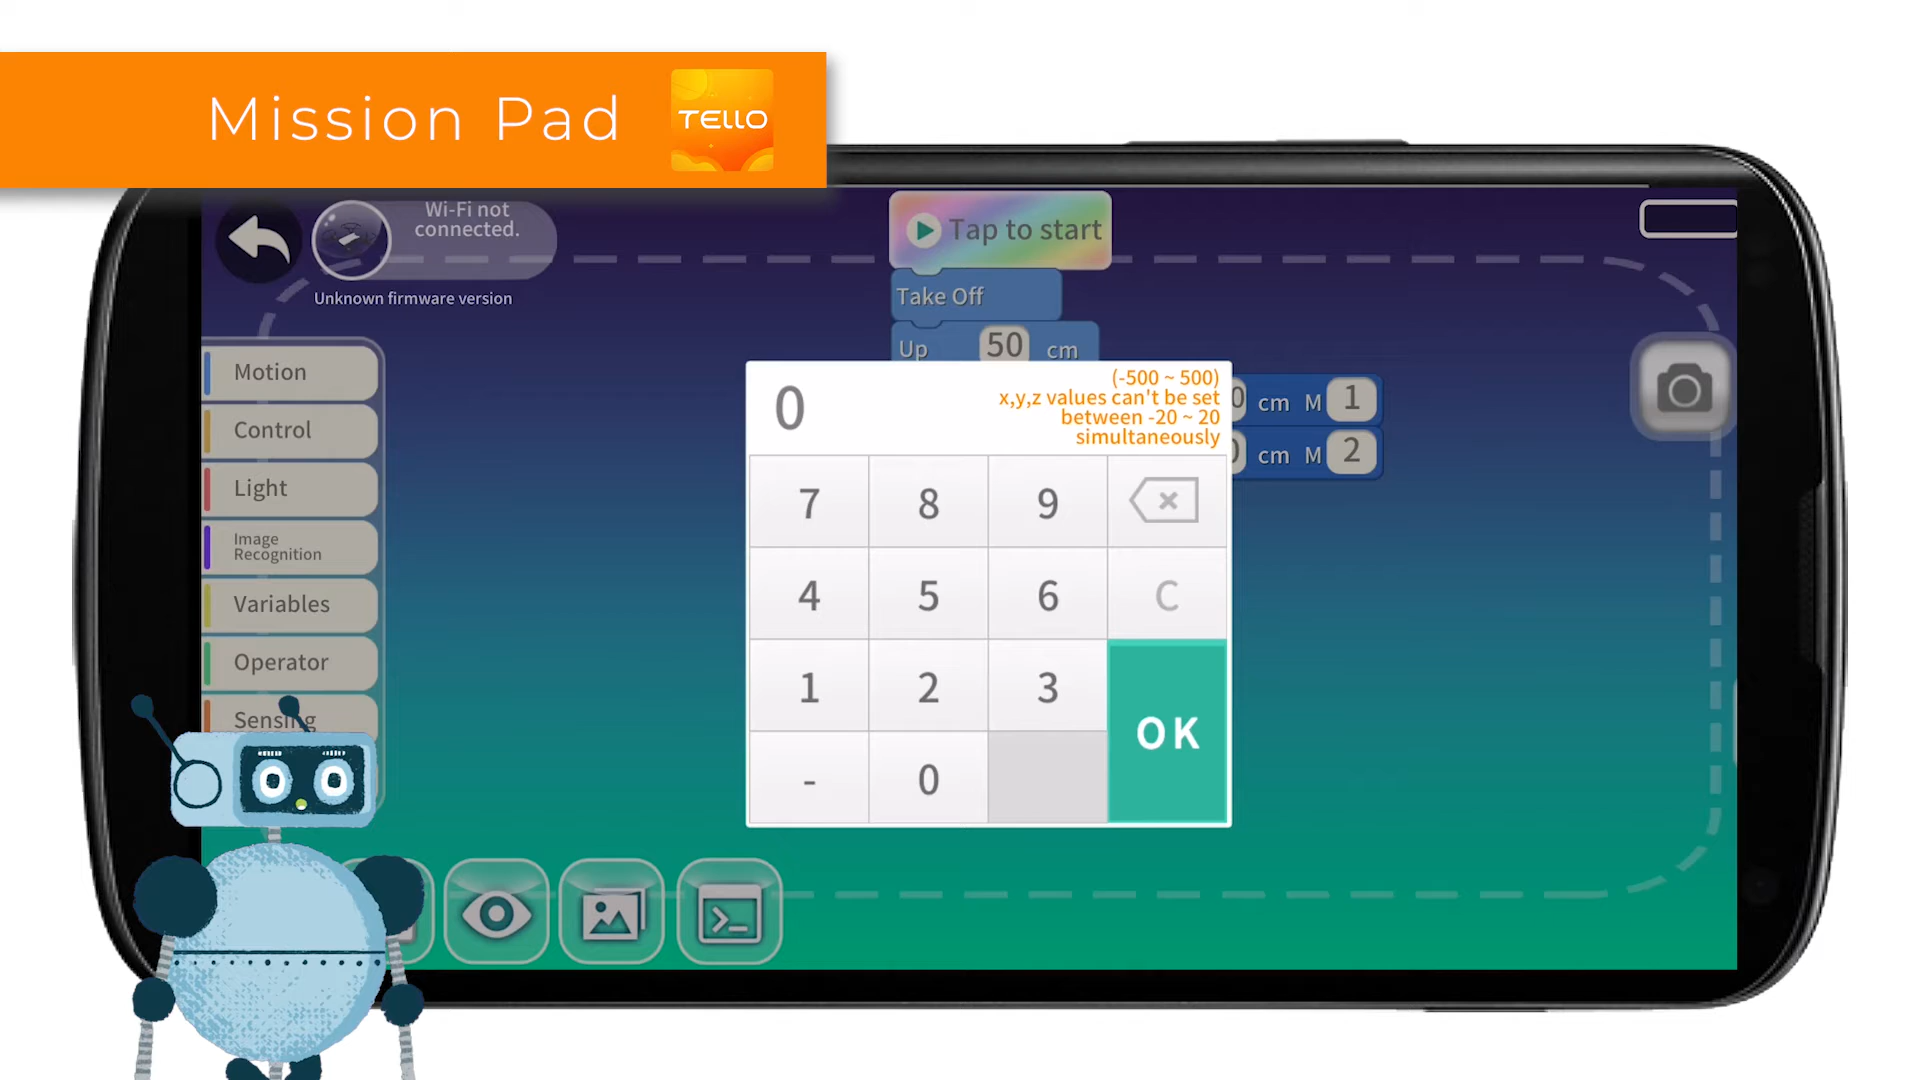 Mission Pad
TELLO
Wi-Fi not
connected.
Unknown firmware version
Tap to start
Take Off
Up 50 cm
0 cm M 1
cm M 2
Motion
Control
Light
Image
Recognition
Variables
Operator
Sensing
0
(-500 ~ 500)
x,y,z values can't be set
between -20 ~ 20
simultaneously
7 8 9
4 5 6 C
1 2 3
OK
- 0